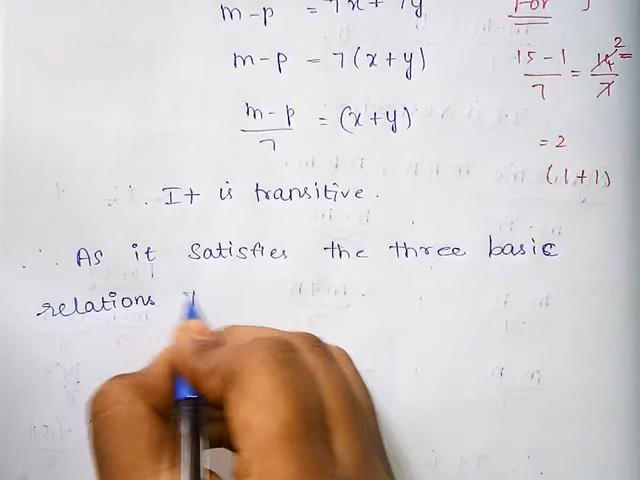 m-p = 7x + 7y
For
m-p = 7(x+y)
15-1/7 = 14/7 2 =
m-p/7 = (x+y)
= 2
(1+1)
∴ It is transitive.
∴ As it satisfies the three basic
relations